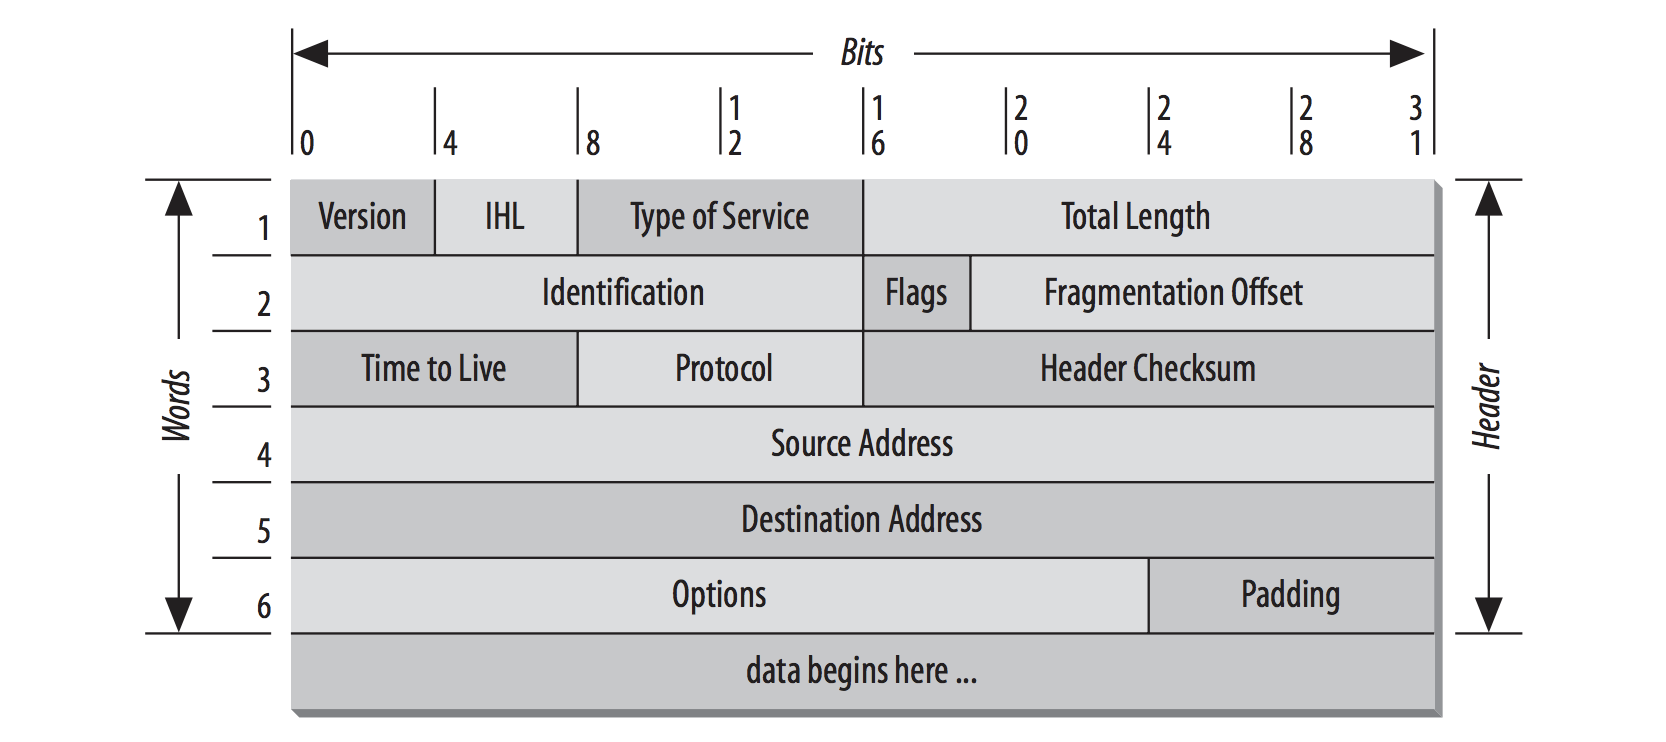 Bits
0 4 8 12 16 20 24 28 31
1 Version IHL Type of Service Total Length
2 Identification Flags Fragmentation Offset
3 Time to Live Protocol Header Checksum
Words
Header
4 Source Address
5 Destination Address
6 Options Padding
data begins here ...